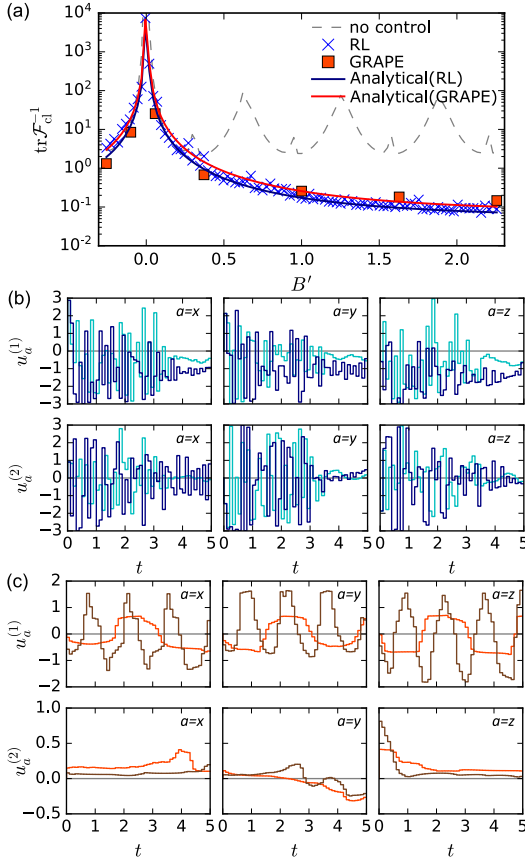 (a)
10^4
10^3
10^2
10^1
10^0
10^{-1}
10^{-2}
tr𝓕_{cl}^{-1}
no control
RL
GRAPE
Analytical(RL)
Analytical(GRAPE)
0.0 0.5 1.0 1.5 2.0
B′
(b)
u_a^{(1)}
3 2 1 0 −1 −2 3
a=x a=y a=z
u_a^{(2)}
3 2 1 0 −1 −2 3
a=x a=y a=z
0 1 2 3 4 5 0 1 2 3 4 5 0 1 2 3 4 5
t t t
(c)
u_a^{(1)}
2 1 0 −1 2
a=x a=y a=z
u_a^{(2)}
1.0 0.5 0.0 −0.5
a=x a=y a=z
0 1 2 3 4 5 0 1 2 3 4 5 0 1 2 3 4 5
t t t